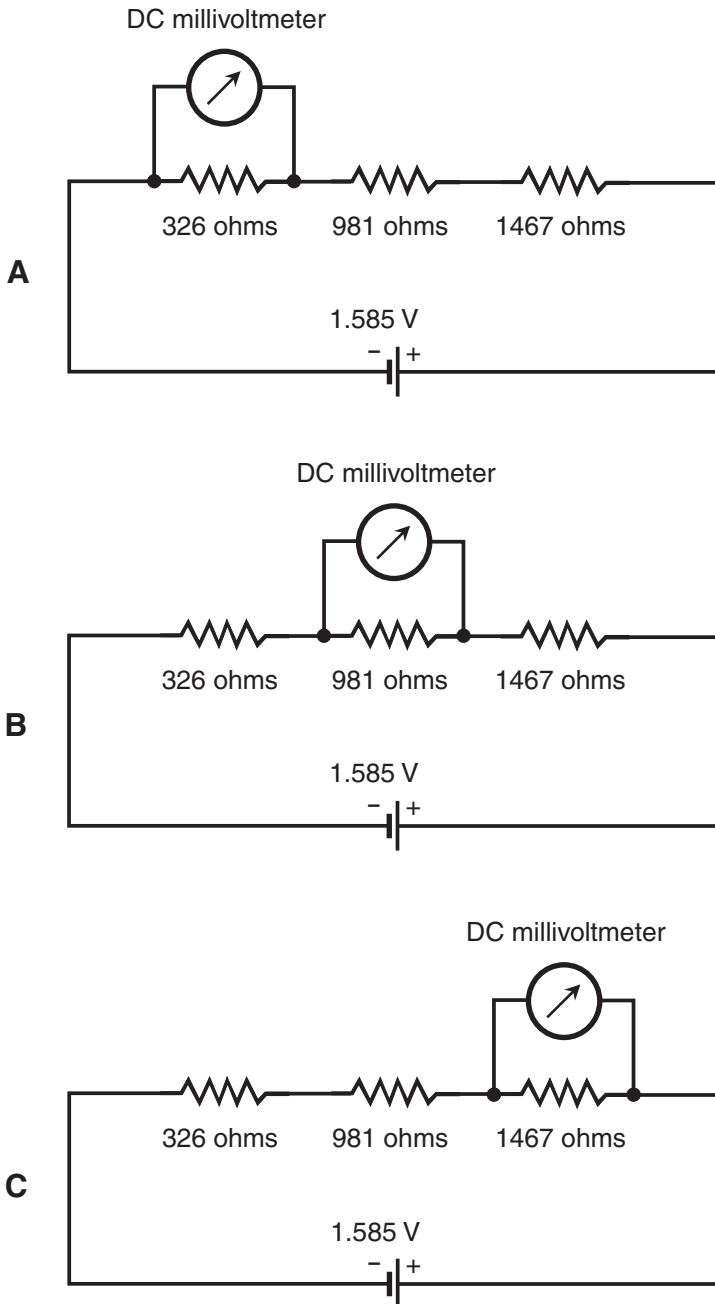 DC millivoltmeter
326 ohms 981 ohms 1467 ohms
A
1.585 V
− +
DC millivoltmeter
326 ohms 981 ohms 1467 ohms
B
1.585 V
− +
DC millivoltmeter
326 ohms 981 ohms 1467 ohms
C
1.585 V
− +